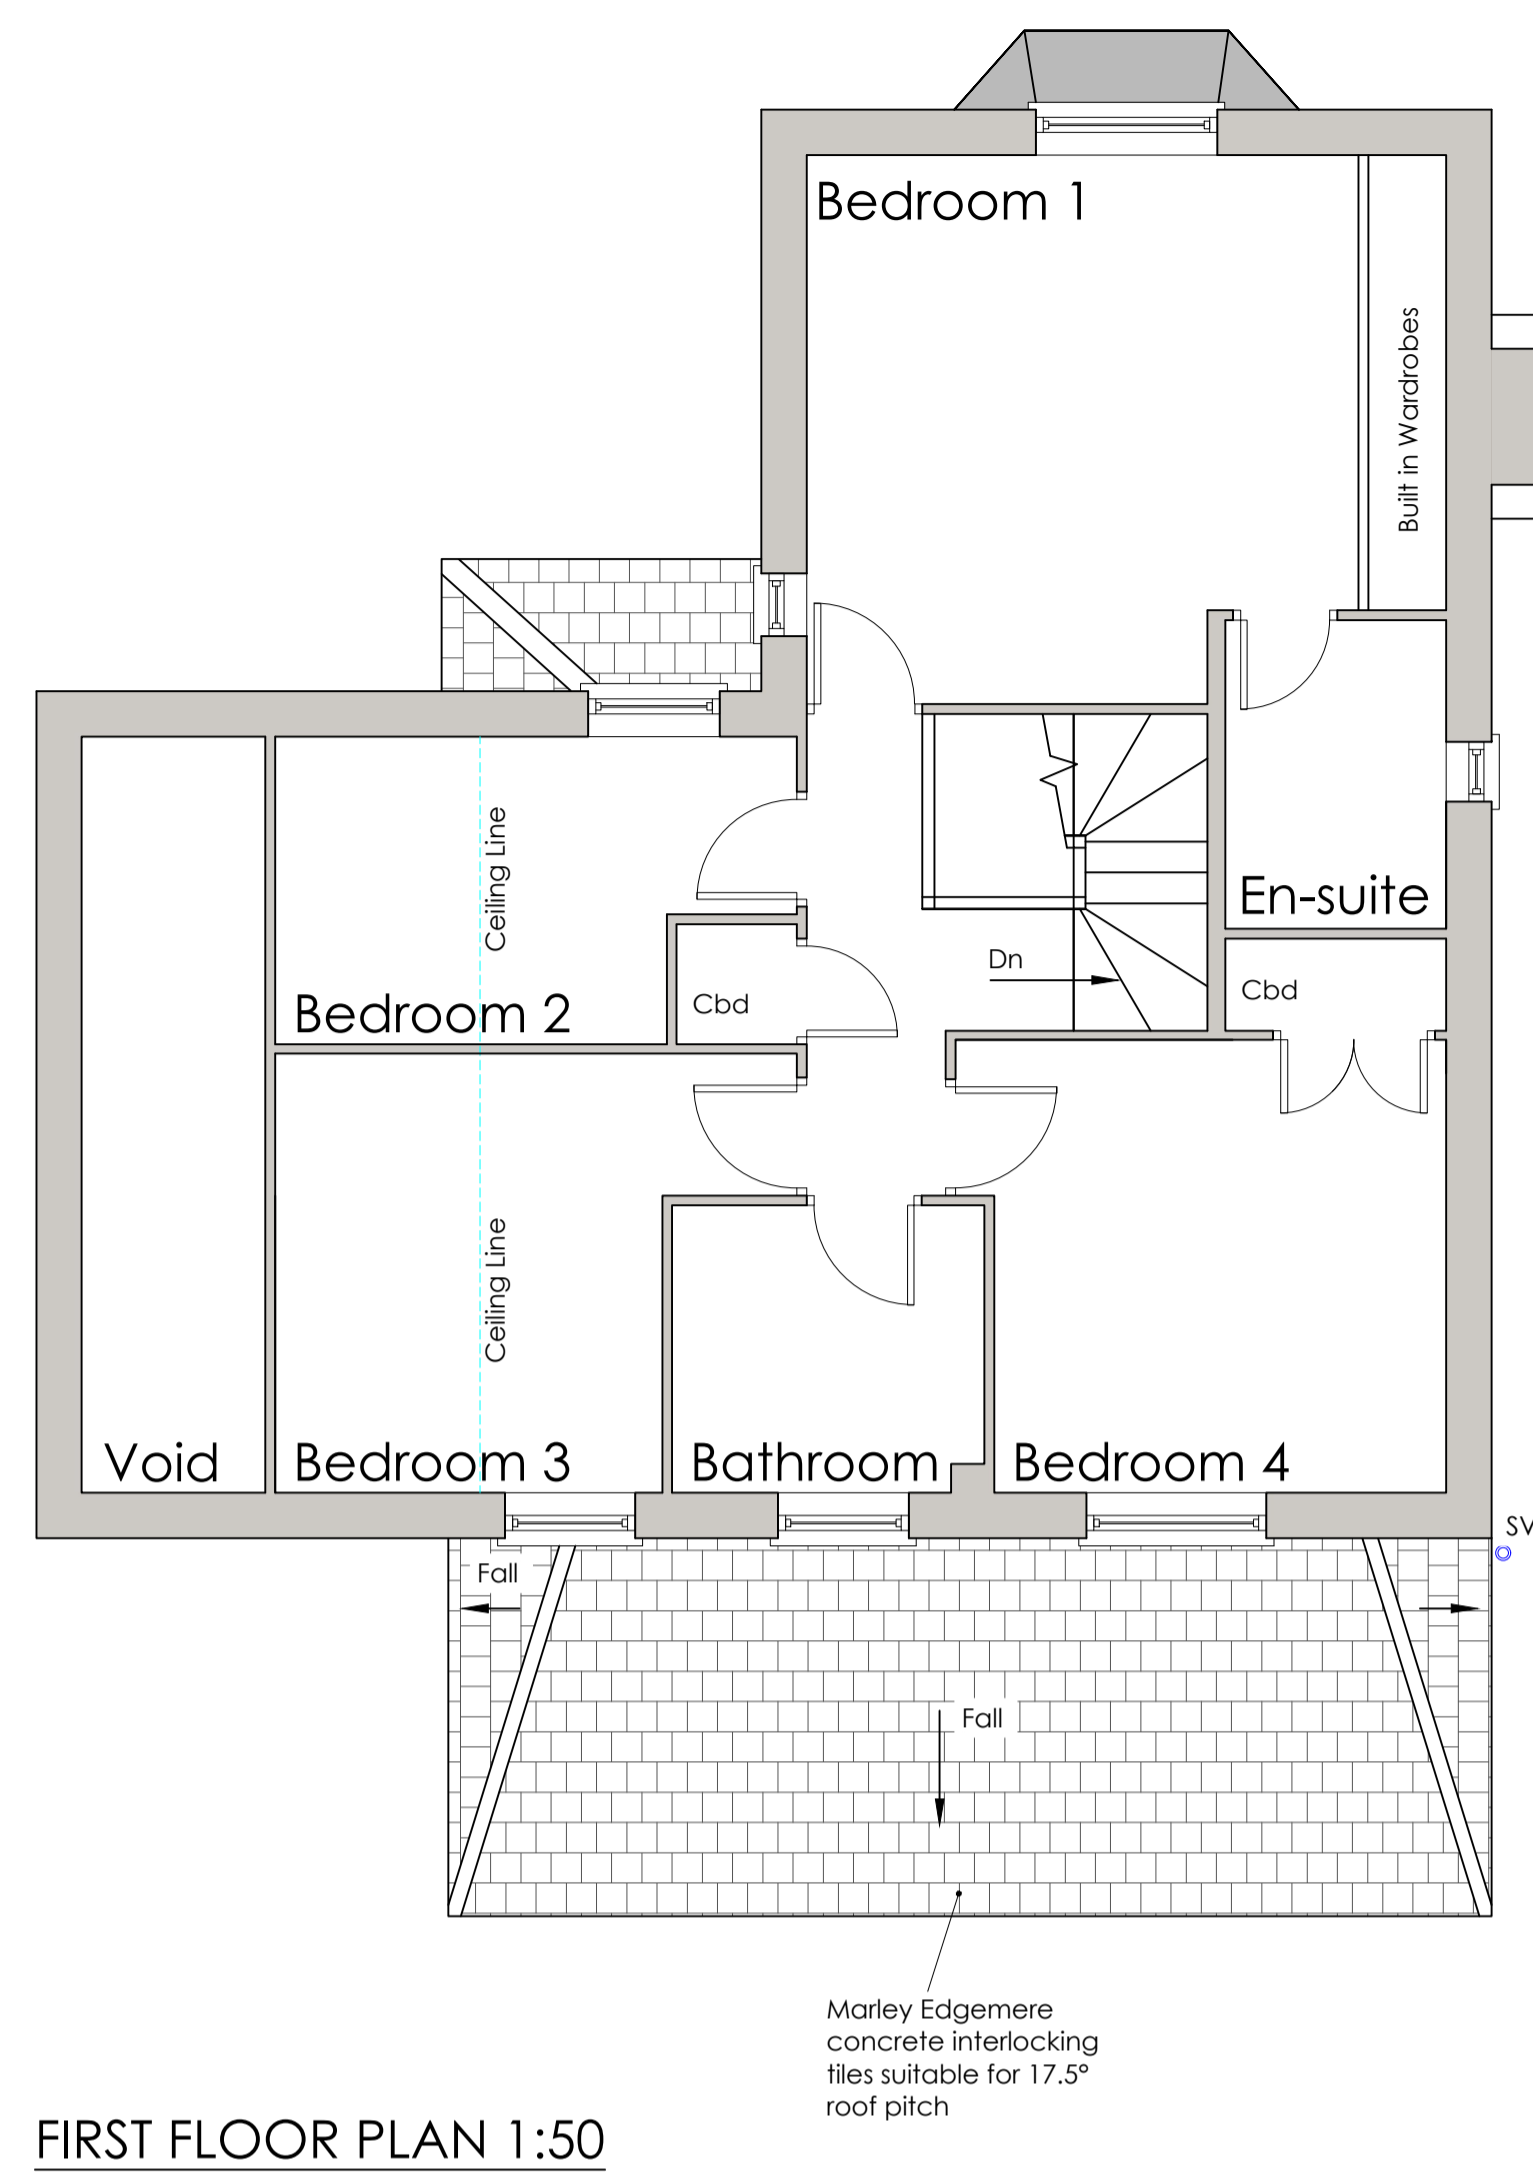 Bedroom 1
Built in Wardrobes
Ceiling Line
En-suite
Dn
Cbd
Cbd
Bedroom 2
Ceiling Line
Void
Bedroom 3
Bathroom
Bedroom 4
SV
Fall
Fall
Marley Edgemere
concrete interlocking
tiles suitable for 17.5°
roof pitch
FIRST FLOOR PLAN 1:50